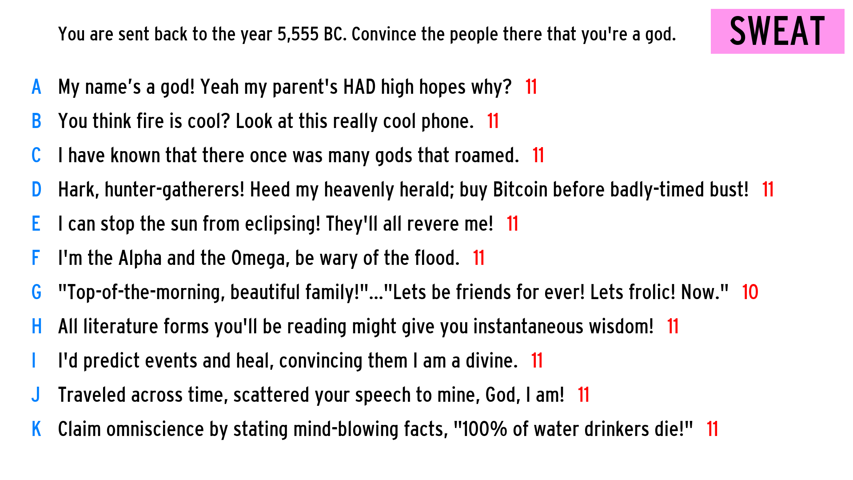 You are sent back to the year 5,555 BC. Convince the people there that you're a god. SWEAT
A My name's a god! Yeah my parent's HAD high hopes why? 11
B You think fire is cool? Look at this really cool phone. 11
C I have known that there once was many gods that roamed. 11
D Hark, hunter-gatherers! Heed my heavenly herald; buy Bitcoin before badly-timed bust! 11
E I can stop the sun from eclipsing! They'll all revere me! 11
F I'm the Alpha and the Omega, be wary of the flood. 11
G "Top-of-the-morning, beautiful family!"..."Lets be friends for ever! Lets frolic! Now." 10
H All literature forms you'll be reading might give you instantaneous wisdom! 11
I I'd predict events and heal, convincing them I am a divine. 11
J Traveled across time, scattered your speech to mine, God, I am! 11
K Claim omniscience by stating mind-blowing facts, "100% of water drinkers die!" 11